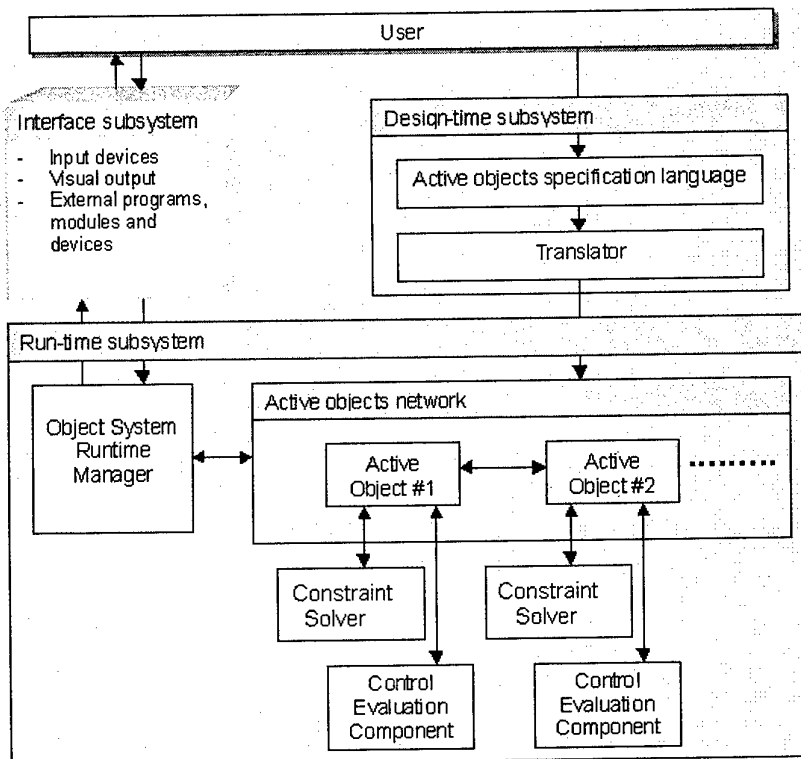 User
Interface subsystem
- Input devices
- Visual output
- External programs,
modules and
devices
Design-time subsystem
Active objects specification language
Translator
Run-time subsystem
Object System
Runtime
Manager
Active objects network
Active
Object #1
Active
Object #2
Constraint
Solver
Constraint
Solver
Control
Evaluation
Component
Control
Evaluation
Component